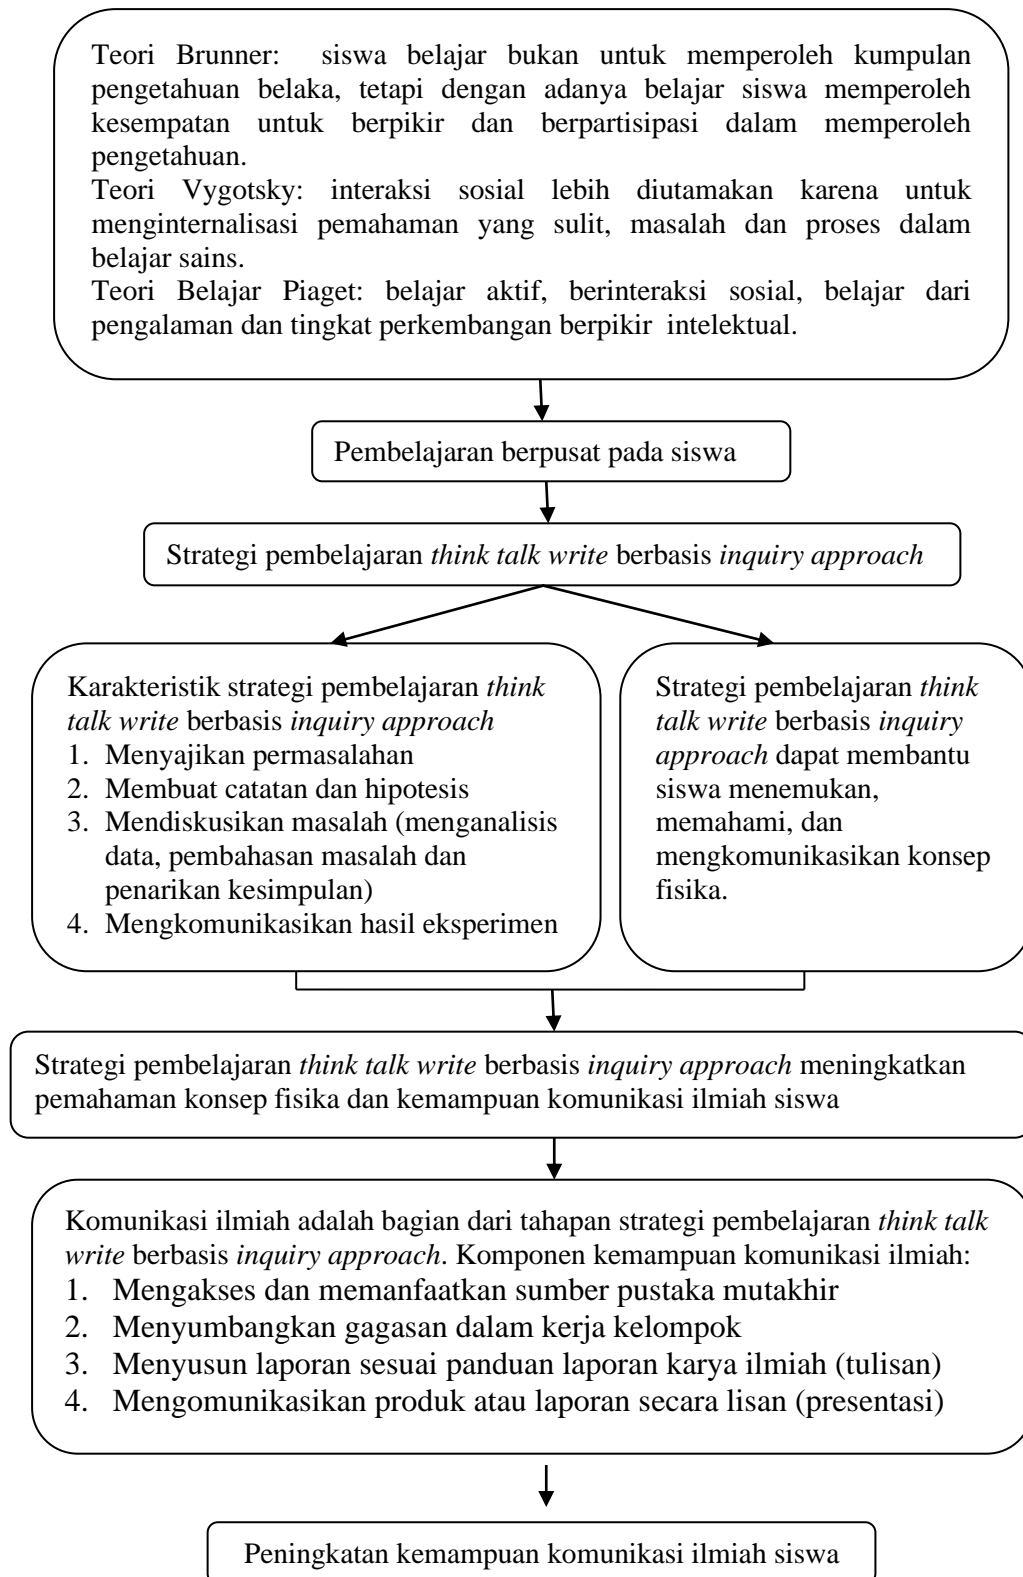 Teori Brunner: siswa belajar bukan untuk memperoleh kumpulan
pengetahuan belaka, tetapi dengan adanya belajar siswa memperoleh
kesempatan untuk berpikir dan berpartisipasi dalam memperoleh
pengetahuan.
Teori Vygotsky: interaksi sosial lebih diutamakan karena untuk
menginternalisasi pemahaman yang sulit, masalah dan proses dalam
belajar sains.
Teori Belajar Piaget: belajar aktif, berinteraksi sosial, belajar dari
pengalaman dan tingkat perkembangan berpikir intelektual.
Pembelajaran berpusat pada siswa
Strategi pembelajaran think talk write berbasis inquiry approach
Karakteristik strategi pembelajaran think
talk write berbasis inquiry approach
1. Menyajikan permasalahan
2. Membuat catatan dan hipotesis
3. Mendiskusikan masalah (menganalisis
data, pembahasan masalah dan
penarikan kesimpulan)
4. Mengkomunikasikan hasil eksperimen
Strategi pembelajaran think
talk write berbasis inquiry
approach dapat membantu
siswa menemukan,
memahami, dan
mengkomunikasikan konsep
fisika.
Strategi pembelajaran think talk write berbasis inquiry approach meningkatkan
pemahaman konsep fisika dan kemampuan komunikasi ilmiah siswa
Komunikasi ilmiah adalah bagian dari tahapan strategi pembelajaran think talk
write berbasis inquiry approach. Komponen kemampuan komunikasi ilmiah:
1. Mengakses dan memanfaatkan sumber pustaka mutakhir
2. Menyumbangkan gagasan dalam kerja kelompok
3. Menyusun laporan sesuai panduan laporan karya ilmiah (tulisan)
4. Mengomunikasikan produk atau laporan secara lisan (presentasi)
Peningkatan kemampuan komunikasi ilmiah siswa